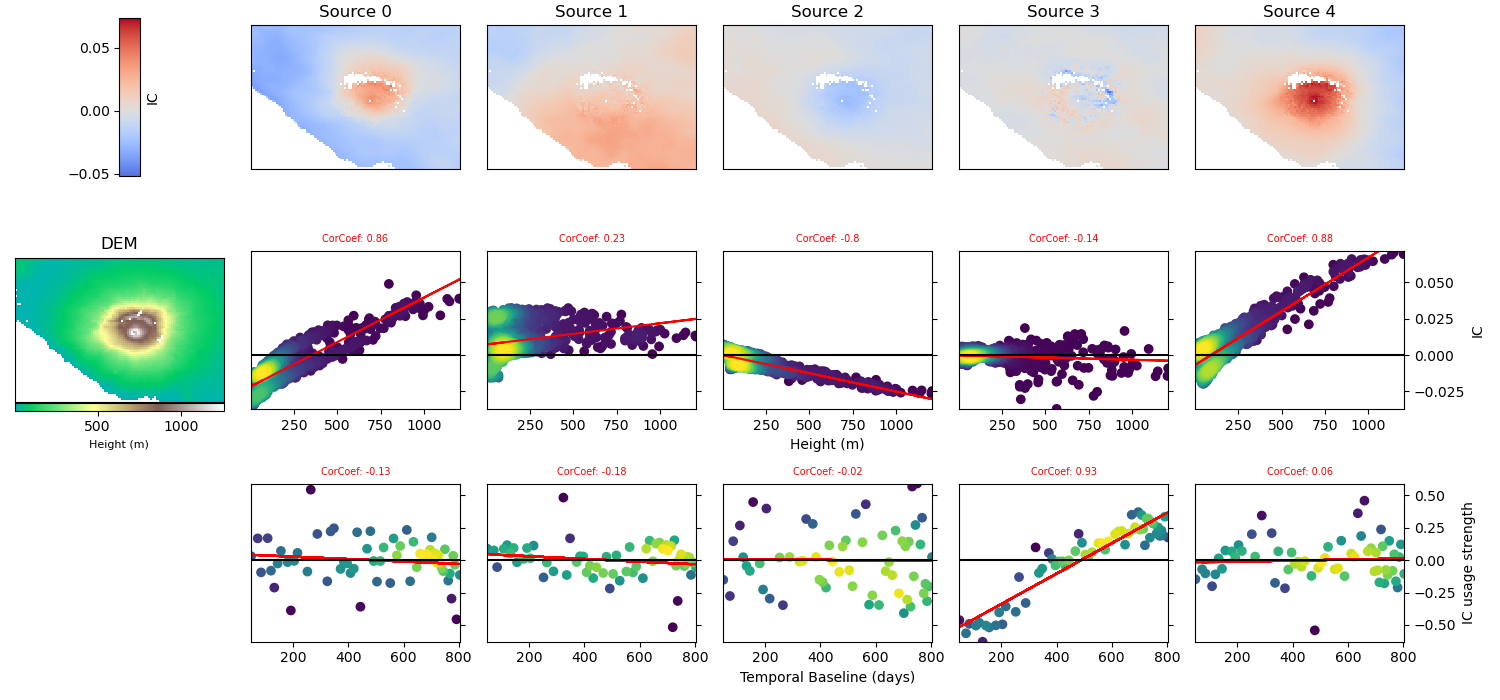 Source 0 Source 1 Source 2 Source 3 Source 4
0.05
0.00
−0.05
IC
DEM
500 1000
Height (m)
CorCoef: 0.86 CorCoef: 0.23 CorCoef: -0.8 CorCoef: -0.14 CorCoef: 0.88
0.050
0.025
0.000
−0.025
IC
250 500 750 1000 250 500 750 1000 250 500 750 1000 250 500 750 1000 250 500 750 1000
Height (m)
CorCoef: -0.13 CorCoef: -0.18 CorCoef: -0.02 CorCoef: 0.93 CorCoef: 0.06
0.50
0.25
0.00
−0.25
−0.50
IC usage strength
200 400 600 800 200 400 600 800 200 400 600 800 200 400 600 800 200 400 600 800
Temporal Baseline (days)